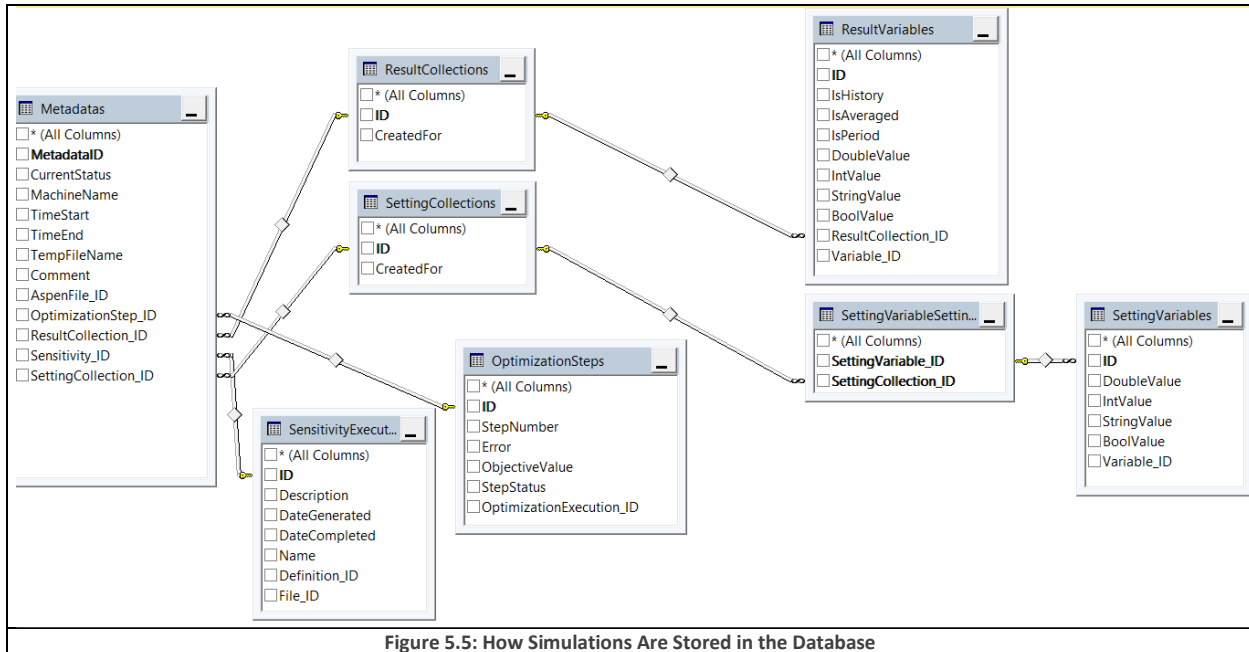 Metadatas
* (All Columns)
MetadataID
CurrentStatus
MachineName
TimeStart
TimeEnd
TempFileName
Comment
AspenFile_ID
OptimizationStep_ID
ResultCollection_ID
Sensitivity_ID
SettingCollection_ID
ResultCollections
* (All Columns)
ID
CreatedFor
SettingCollections
* (All Columns)
ID
CreatedFor
SensitivityExecut...
* (All Columns)
ID
Description
DateGenerated
DateCompleted
Name
Definition_ID
File_ID
OptimizationSteps
* (All Columns)
ID
StepNumber
Error
ObjectiveValue
StepStatus
OptimizationExecution_ID
ResultVariables
* (All Columns)
ID
IsHistory
IsAveraged
IsPeriod
DoubleValue
IntValue
StringValue
BoolValue
ResultCollection_ID
Variable_ID
SettingVariableSettin...
* (All Columns)
SettingVariable_ID
SettingCollection_ID
SettingVariables
* (All Columns)
ID
DoubleValue
IntValue
StringValue
BoolValue
Variable_ID
Figure 5.5: How Simulations Are Stored in the Database